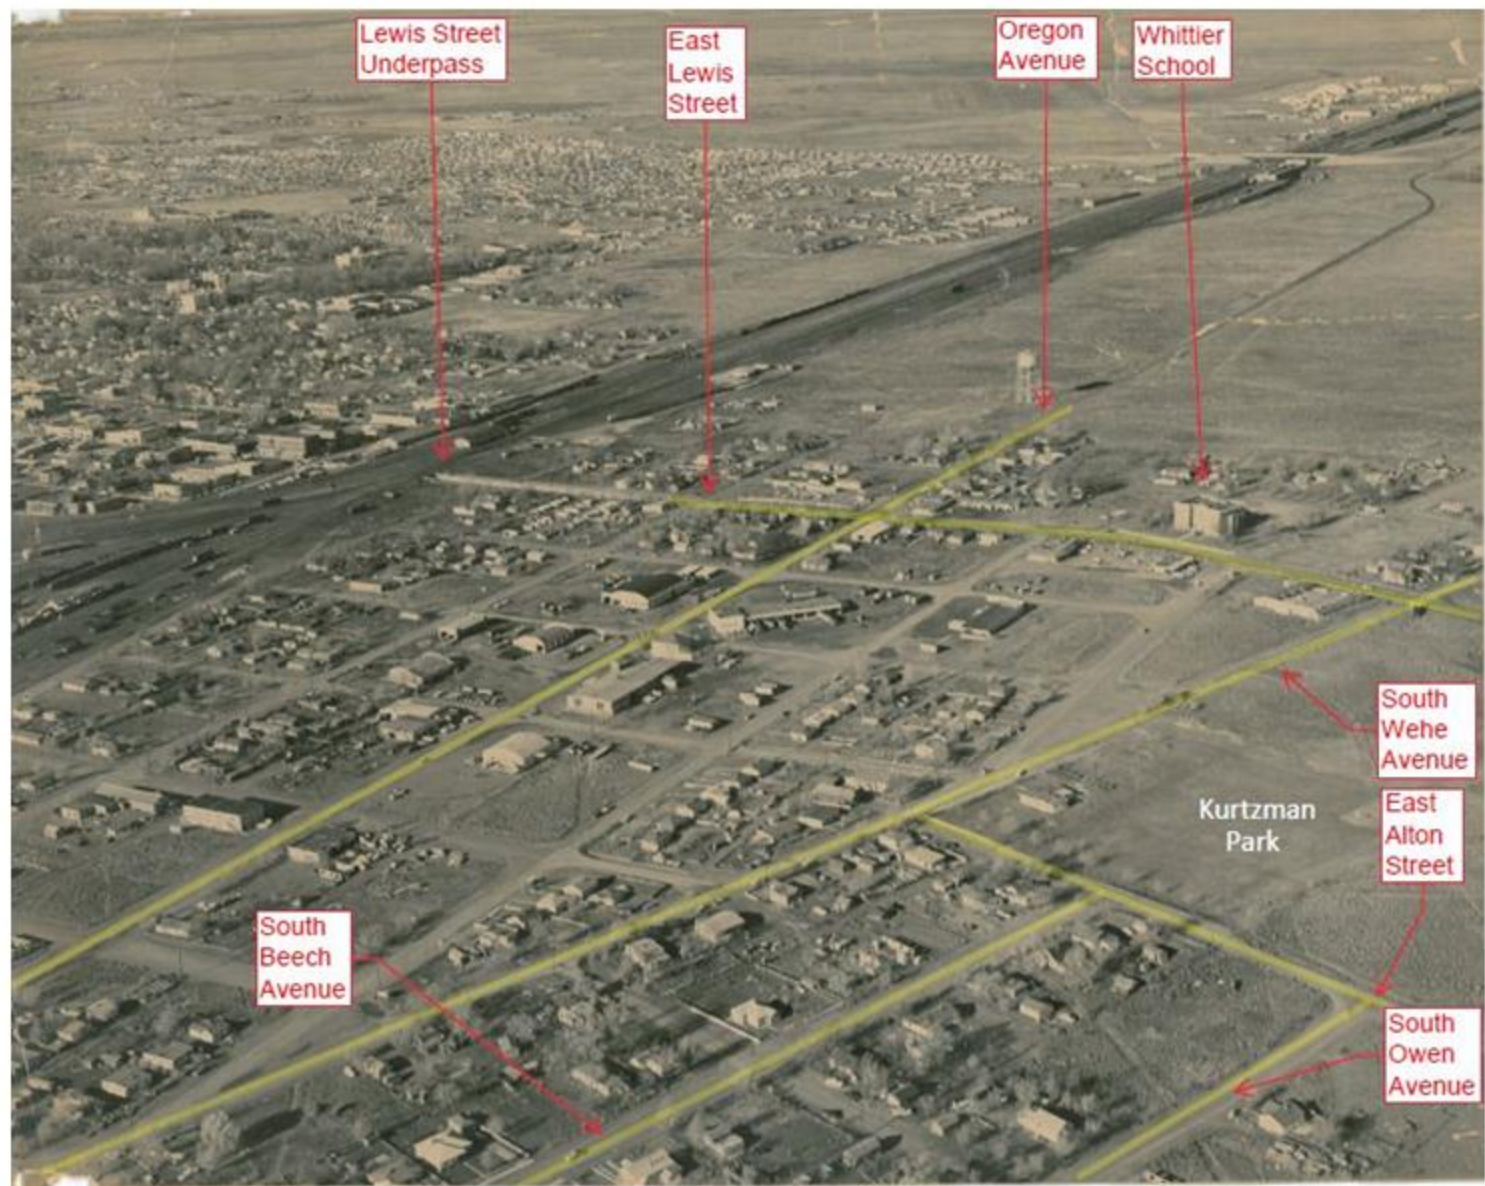 Lewis Street
Underpass
East
Lewis
Street
Oregon
Avenue
Whittier
School
South
Wehe
Avenue
Kurtzman
Park
East
Alton
Street
South
Beech
Avenue
South
Owen
Avenue